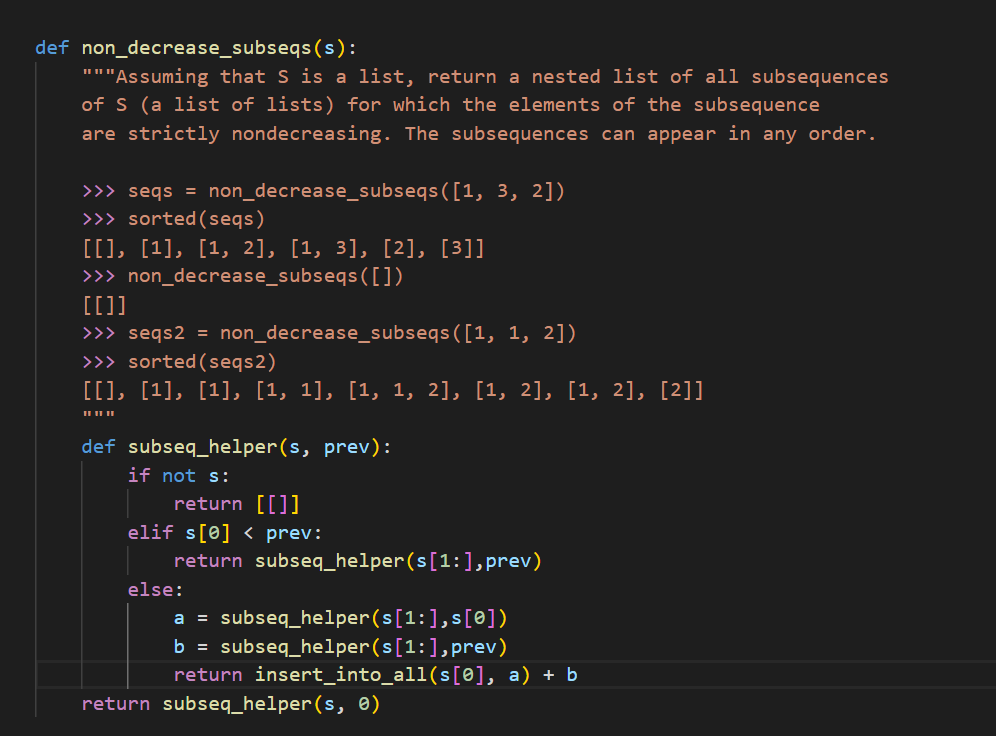 def non_decrease_subseqs(s):
    """Assuming that S is a list, return a nested list of all subsequences
    of S (a list of lists) for which the elements of the subsequence
    are strictly nondecreasing. The subsequences can appear in any order.

    >>> seqs = non_decrease_subseqs([1, 3, 2])
    >>> sorted(seqs)
    [[], [1], [1, 2], [1, 3], [2], [3]]
    >>> non_decrease_subseqs([])
    [[]]
    >>> seqs2 = non_decrease_subseqs([1, 1, 2])
    >>> sorted(seqs2)
    [[], [1], [1], [1, 1], [1, 1, 2], [1, 2], [1, 2], [2]]
    """
    def subseq_helper(s, prev):
        if not s:
            return [[]]
        elif s[0] < prev:
            return subseq_helper(s[1:],prev)
        else:
            a = subseq_helper(s[1:],s[0])
            b = subseq_helper(s[1:],prev)
            return insert_into_all(s[0], a) + b
    return subseq_helper(s, 0)